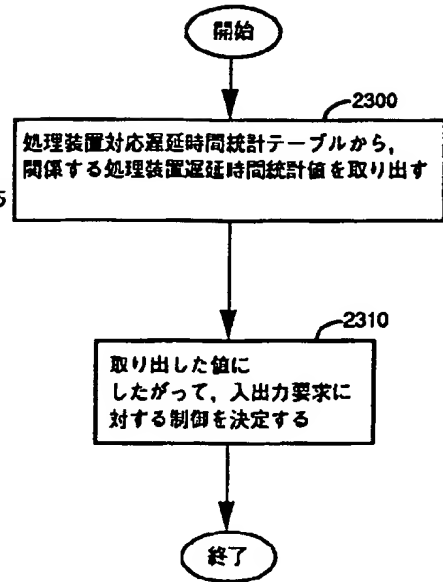 開始
2300
処理装置対応遅延時間統計テーブルから,
関係する処理装置遅延時間統計値を取り出す
5
2310
取り出した値に
したがって, 入出力要求に
対する制御を決定する
終了